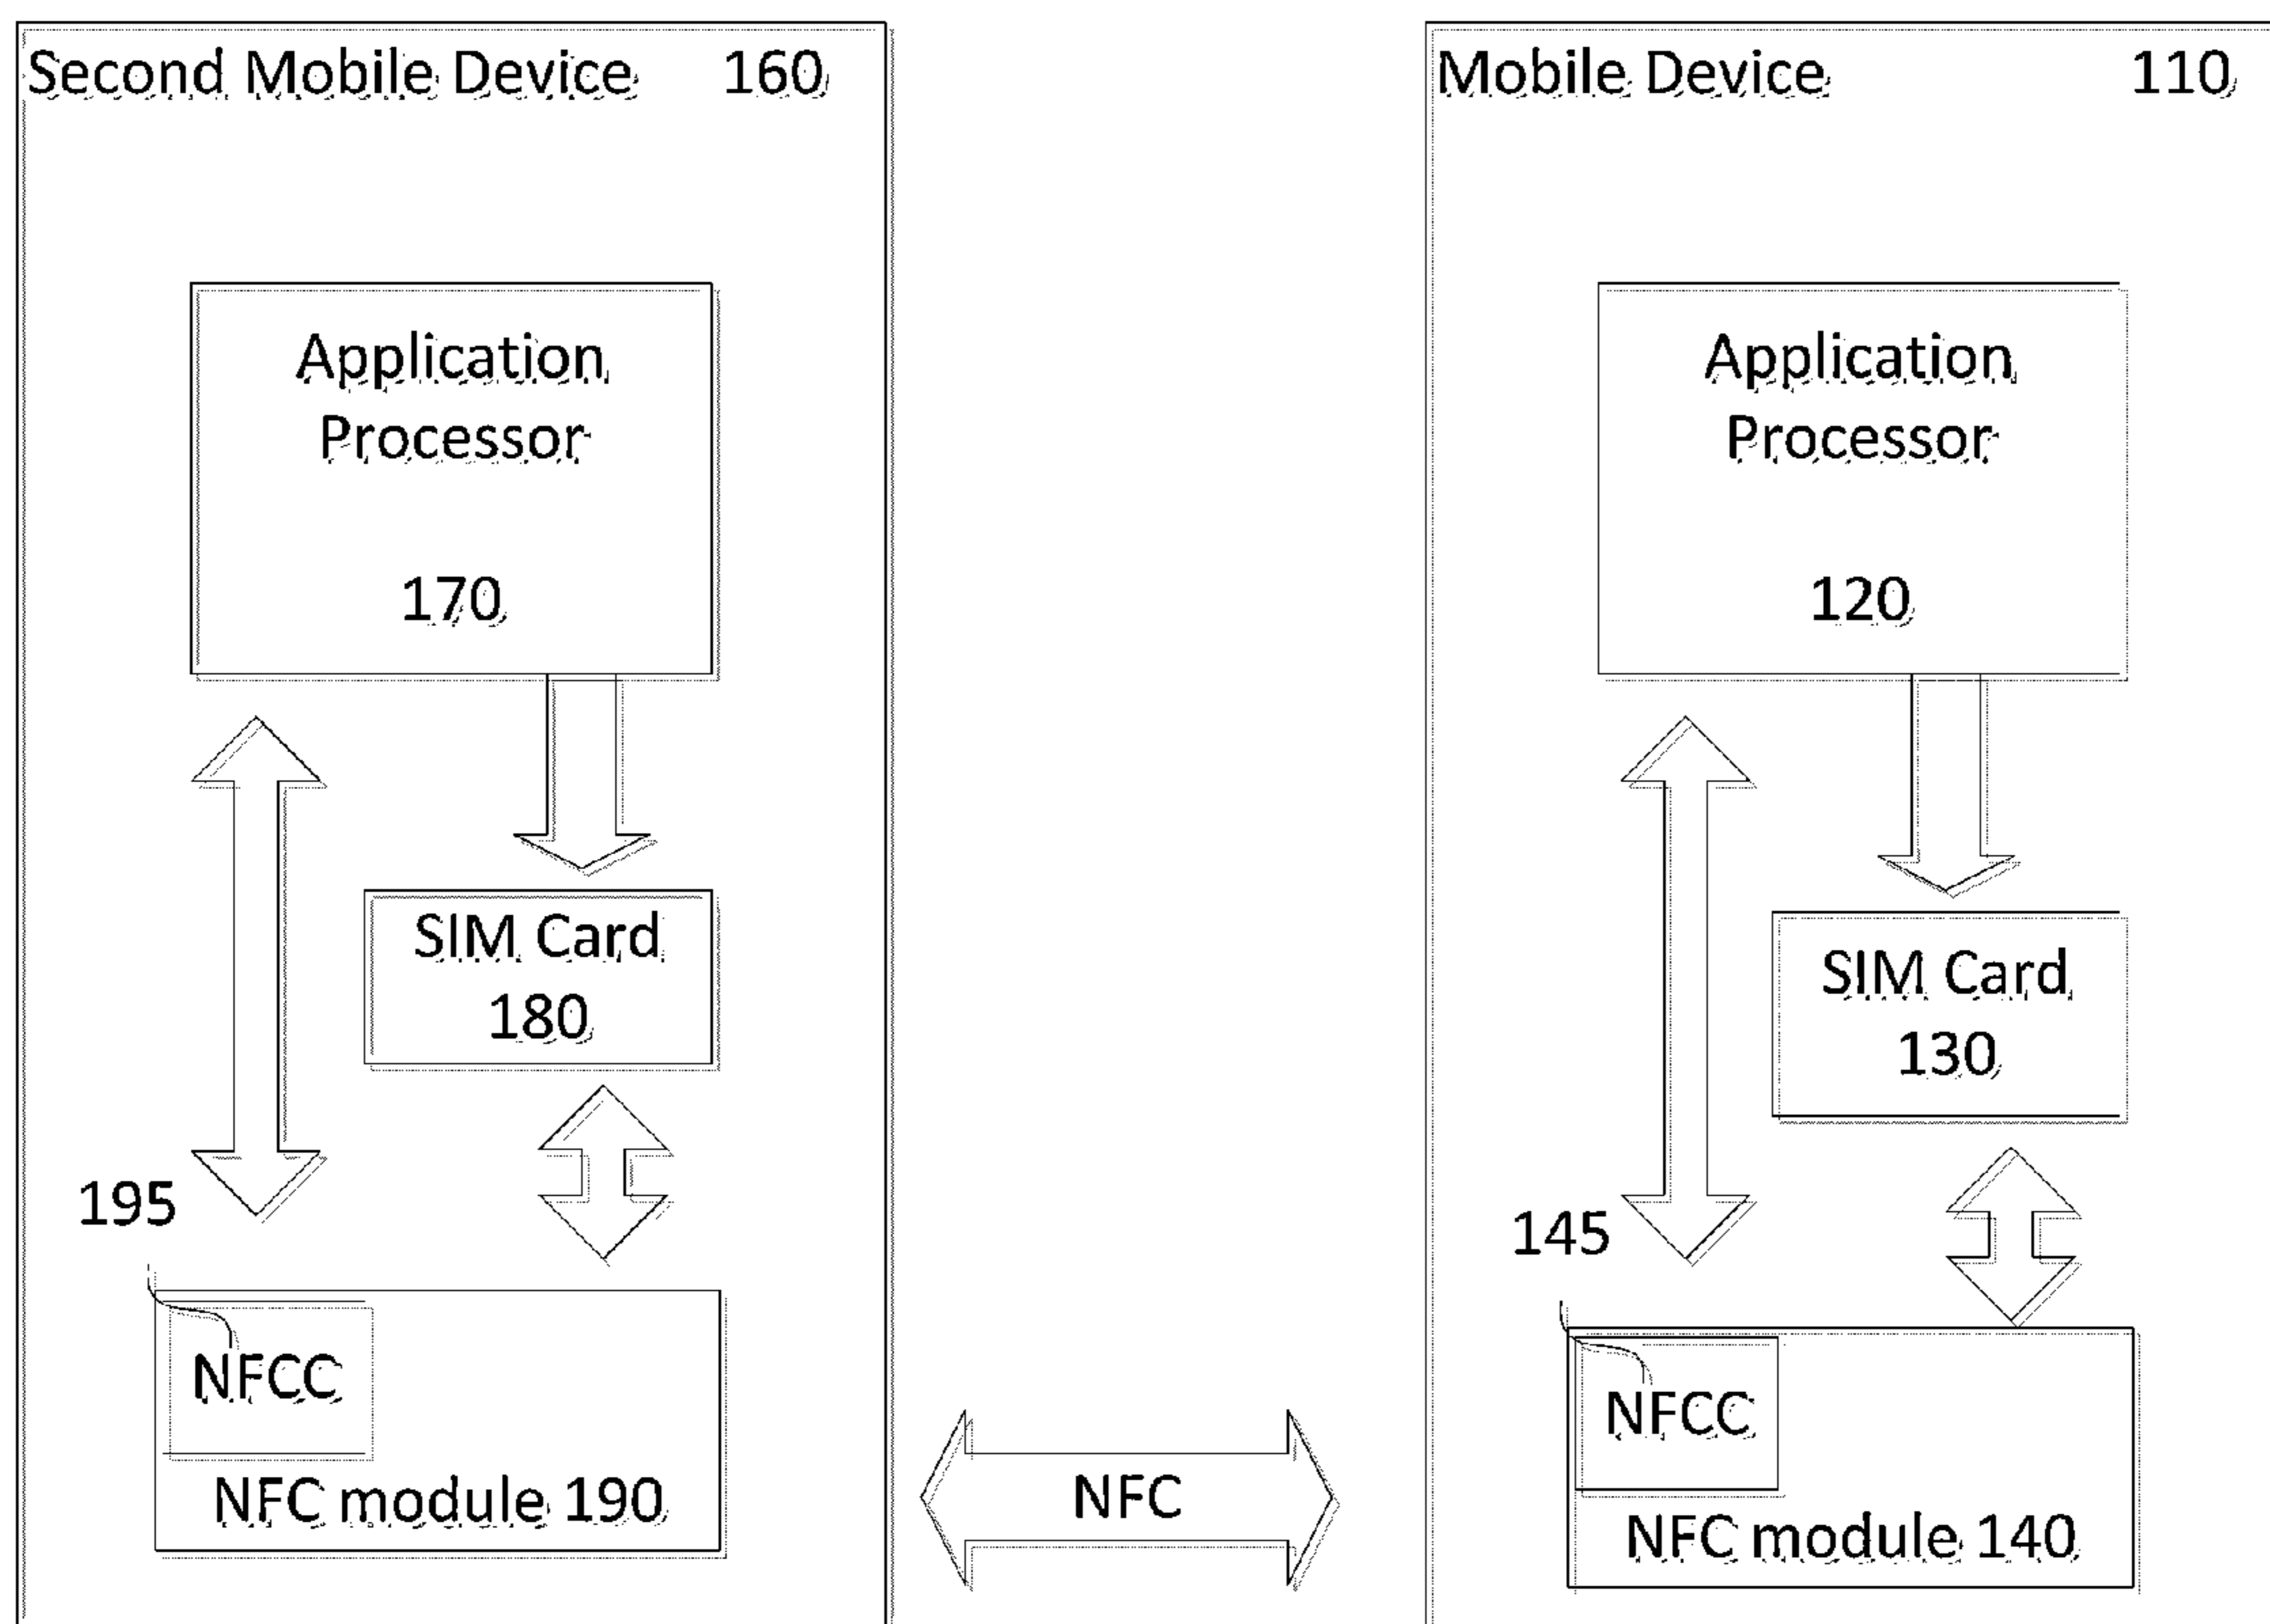 Second Mobile Device 160
Application
Processor
170
SIM Card
180
195
NFCC
NFC module 190
NFC
Mobile Device 110
Application
Processor
120
SIM Card
130
145
NFCC
NFC module 140